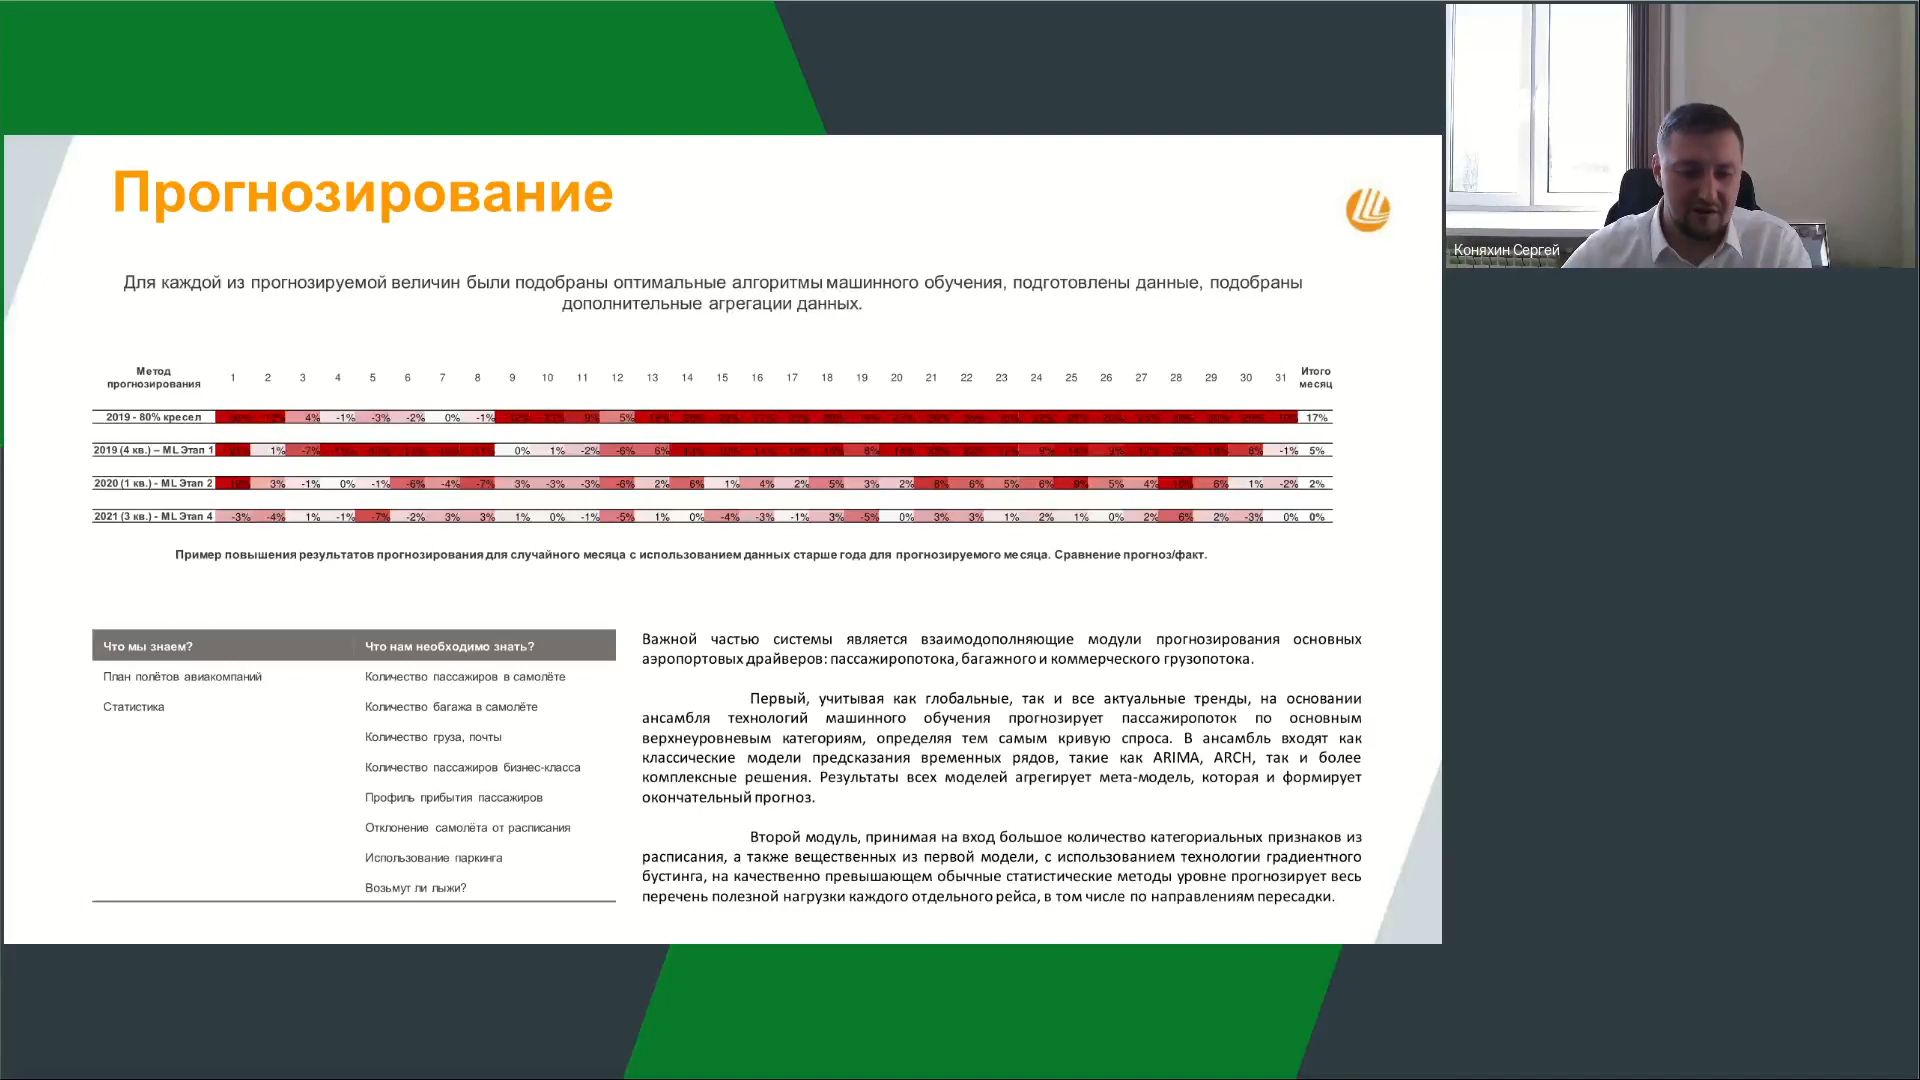 Прогнозирование
Коняхин Сергей
Для каждой из прогнозируемой величин были подобраны оптимальные алгоритмы машинного обучения, подготовлены данные, подобраны
дополнительные агрегации данных.
Метод прогнозирования 1 2 3 4 5 6 7 8 9 10 11 12 13 14 15 16 17 18 19 20 21 22 23 24 25 26 27 28 29 30 31 Итого месяц
2019 - 80% кресел 4% -1% -3% -2% 0% -1% 9% 5% 17%
2019 (4 кв.) – ML Этап 1 1% -7% 0% 1% -2% -6% 6% 8% 8% -1% 5%
2020 (1 кв.) - ML Этап 2 3% -1% 0% -1% -6% -4% -7% 3% -3% -3% -6% 2% 6% 1% 4% 2% 5% 3% 2% 8% 6% 5% 6% 9% 5% 4% 10% 6% 1% -2% 2%
2021 (3 кв.) - ML Этап 4 -3% -4% 1% -1% -7% -2% 3% 3% 1% 0% -1% -5% 1% 0% -4% -3% -1% 3% -5% 0% 3% 3% 1% 2% 1% 0% 2% 6% 2% -3% 0% 0%
Пример повышения результатов прогнозирования для случайного месяца с использованием данных старше года для прогнозируемого месяца. Сравнение прогноз/факт.
Что мы знаем? Что нам необходимо знать?
План полётов авиакомпаний Количество пассажиров в самолёте
Статистика Количество багажа в самолёте
Количество груза, почты
Количество пассажиров бизнес-класса
Профиль прибытия пассажиров
Отклонение самолёта от расписания
Использование паркинга
Возьмут ли лыжи?
Важной частью системы является взаимодополняющие модули прогнозирования основных
аэропортовых драйверов: пассажиропотока, багажного и коммерческого грузопотока.
Первый, учитывая как глобальные, так и все актуальные тренды, на основании
ансамбля технологий машинного обучения прогнозирует пассажиропоток по основным
верхнеуровневым категориям, определяя тем самым кривую спроса. В ансамбль входят как
классические модели предсказания временных рядов, такие как ARIMA, ARCH, так и более
комплексные решения. Результаты всех моделей агрегирует мета-модель, которая и формирует
окончательный прогноз.
Второй модуль, принимая на вход большое количество категориальных признаков из
расписания, а также вещественных из первой модели, с использованием технологии градиентного
бустинга, на качественно превышающем обычные статистические методы уровне прогнозирует весь
перечень полезной нагрузки каждого отдельного рейса, в том числе по направлениям пересадки.